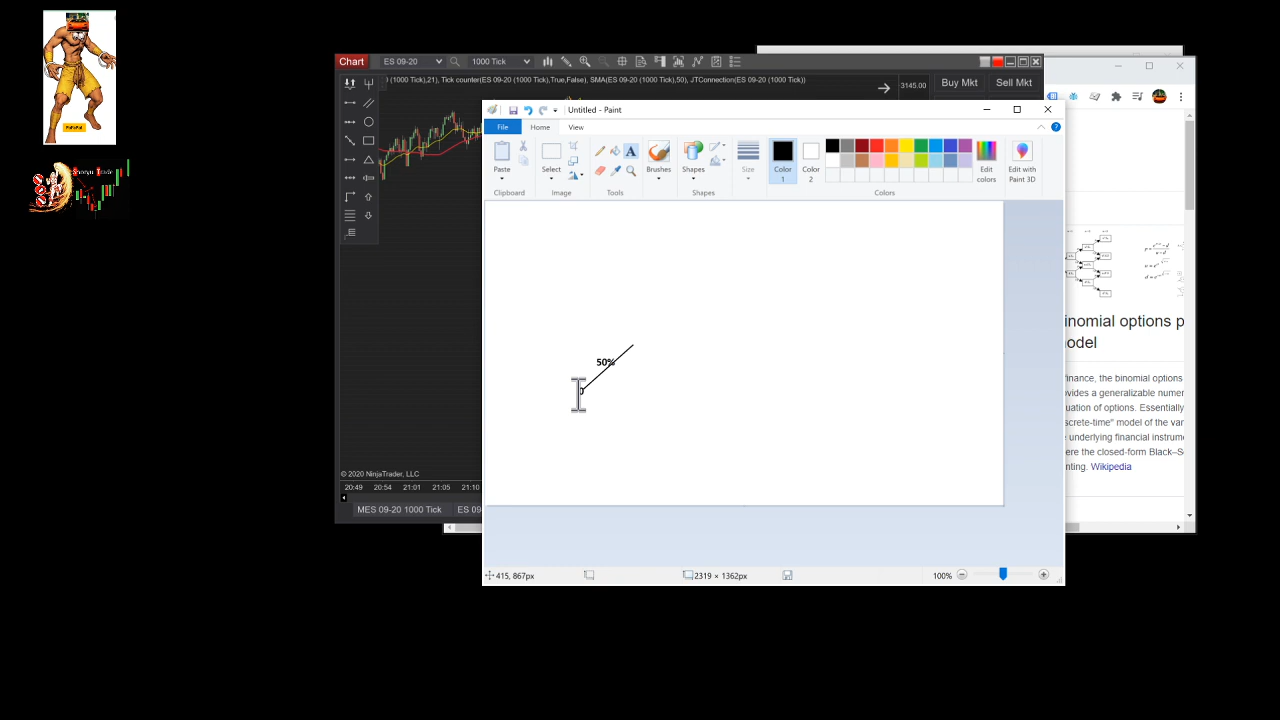 Chart
ES 09-20
1000 Tick
) (1000 Tick),21), Tick counter(ES 09-20 (1000 Tick),True,False), SMA(ES 09-20 (1000 Tick),50), JTConnection(ES 09-20 (1000 Tick))
3145.00
Buy Mkt
Sell Mkt
Untitled - Paint
File
Home
View
Paste
Select
Brushes
Shapes
Size
Color
1
Color
2
Edit
colors
Edit with
Paint 3D
Clipboard
Image
Tools
Shapes
Colors
50%
© 2020 NinjaTrader, LLC
20:49
20:54
21:01
21:05
21:10
MES 09-20 1000 Tick
ES 09
415, 867px
2319 × 1362px
100%
inomial options p
odel
finance, the binomial options
ovides a generalizable numer
uation of options. Essentially
screte-time" model of the var
underlying financial instrum
ere the closed-form Black–S
nting. Wikipedia
Shonyu Trade
PaPaPaI